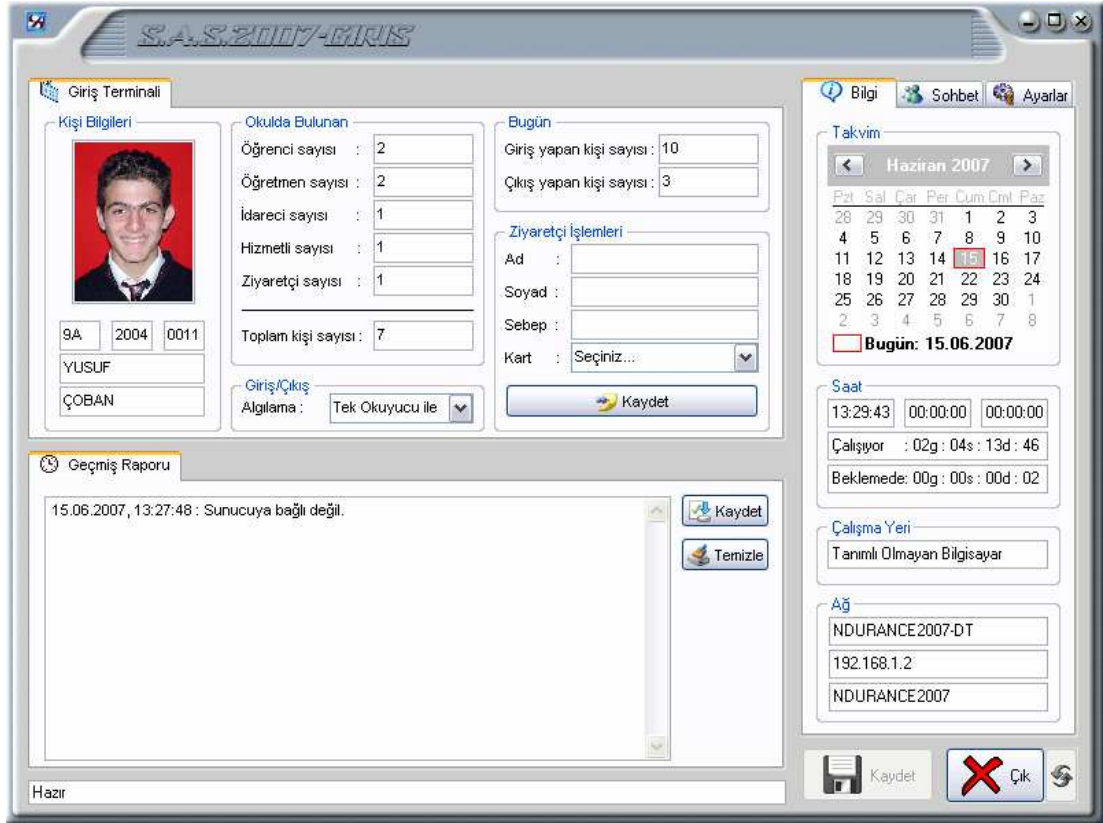 S.A.S.2007-GIRIS
Giriş Terminali
Kişi Bilgileri
9A 2004 0011
YUSUF
ÇOBAN
Okulda Bulunan
Öğrenci sayısı : 2
Öğretmen sayısı : 2
İdareci sayısı : 1
Hizmetli sayısı : 1
Ziyaretçi sayısı : 1
Toplam kişi sayısı : 7
Giriş/Çıkış
Algılama : Tek Okuyucu ile
Bugün
Giriş yapan kişi sayısı : 10
Çıkış yapan kişi sayısı : 3
Ziyaretçi İşlemleri
Ad :
Soyad :
Sebep :
Kart : Seçiniz...
Kaydet
Geçmiş Raporu
15.06.2007, 13:27:48 : Sunucuya bağlı değil.
Kaydet
Temizle
Hazır
Bilgi Sohbet Ayarlar
Takvim
Haziran 2007
Pzt Sal Çar Per Cum Cmt Paz
28 29 30 31 1 2 3
4 5 6 7 8 9 10
11 12 13 14 15 16 17
18 19 20 21 22 23 24
25 26 27 28 29 30 1
2 3 4 5 6 7 8
Bugün: 15.06.2007
Saat
13:29:43 00:00:00 00:00:00
Çalışıyor : 02g : 04s : 13d : 46
Beklemede: 00g : 00s : 00d : 02
Çalışma Yeri
Tanımlı Olmayan Bilgisayar
Ağ
NDURANCE2007-DT
192.168.1.2
NDURANCE2007
Kaydet Çık